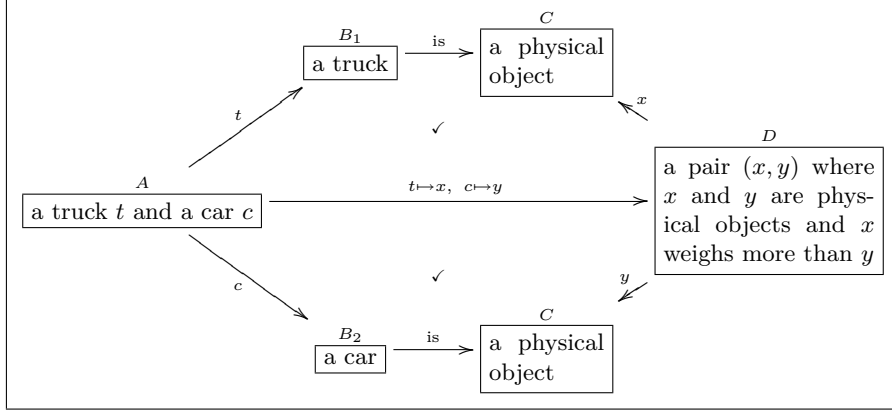 B₁
a truck
is
C
a physical
object
t
✓
x
A
a truck t and a car c
t↦x, c↦y
D
a pair (x, y) where
x and y are phys-
ical objects and x
weighs more than y
c
✓
y
B₂
a car
is
C
a physical
object